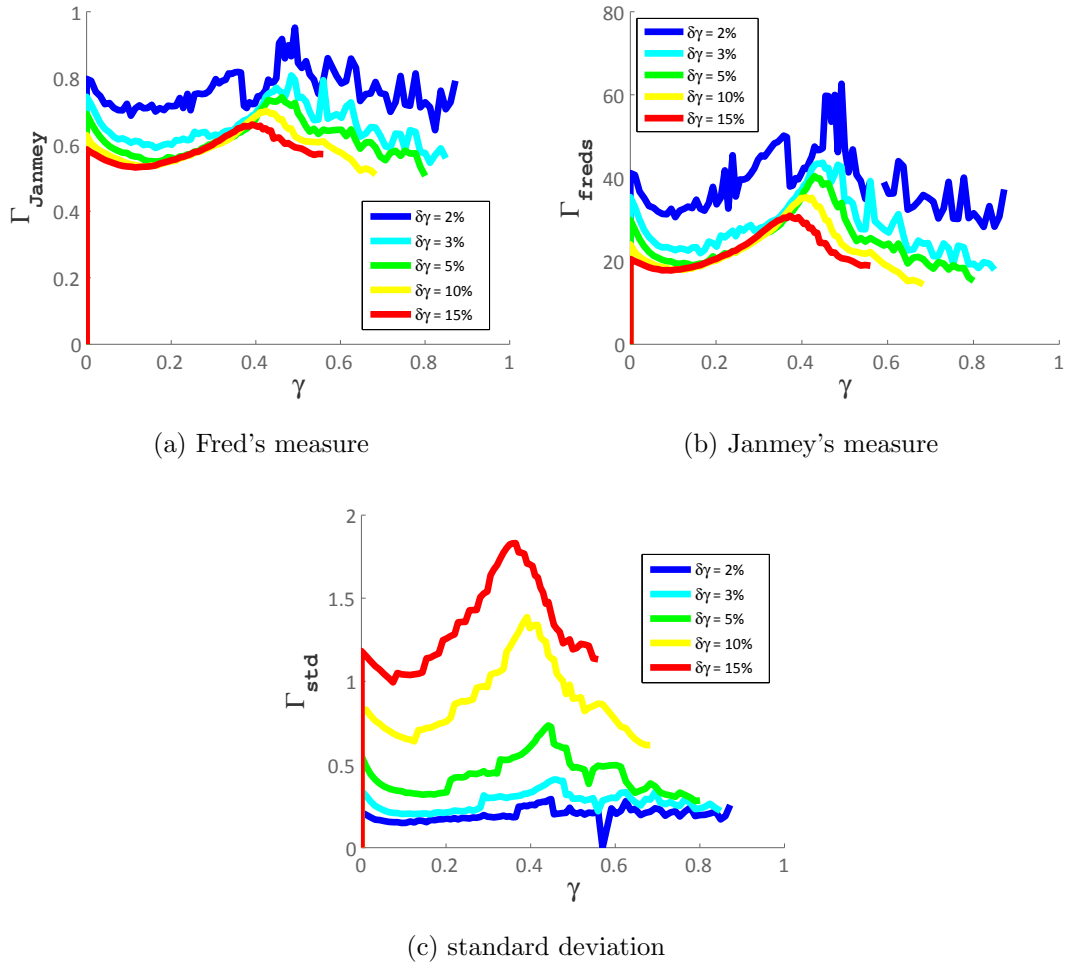 1
0.8
0.6
0.4
0.2
0
Γ_Janmey
0 0.2 0.4 0.6 0.8 1
γ
δγ = 2%
δγ = 3%
δγ = 5%
δγ = 10%
δγ = 15%
(a) Fred's measure
80
60
40
20
0
Γ_freds
0 0.2 0.4 0.6 0.8 1
γ
δγ = 2%
δγ = 3%
δγ = 5%
δγ = 10%
δγ = 15%
(b) Janmey's measure
2
1.5
1
0.5
0
Γ_std
0 0.2 0.4 0.6 0.8 1
γ
δγ = 2%
δγ = 3%
δγ = 5%
δγ = 10%
δγ = 15%
(c) standard deviation